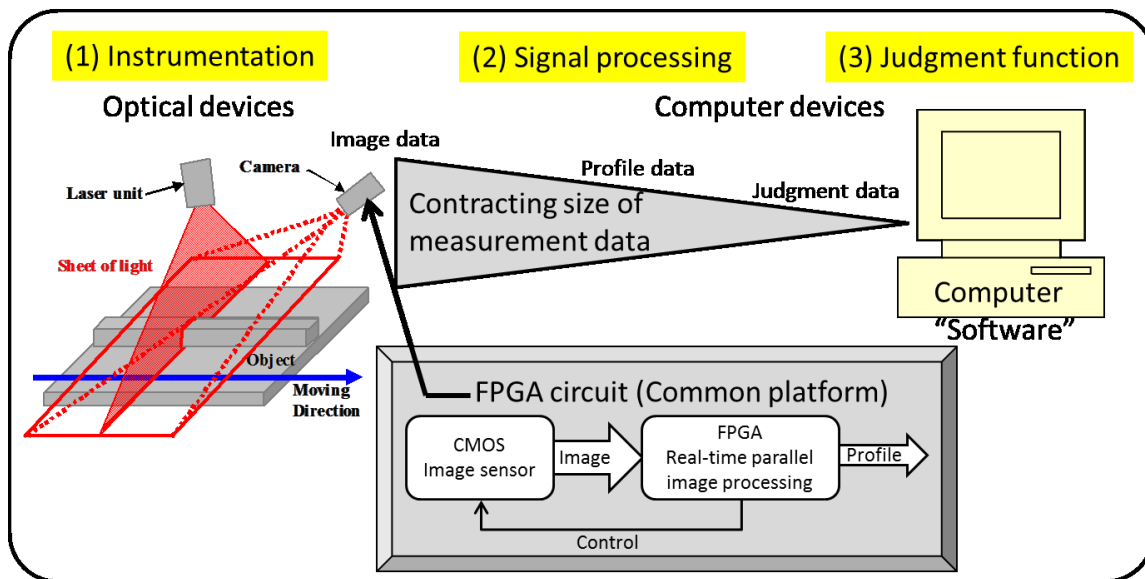 (1) Instrumentation
(2) Signal processing
(3) Judgment function
Optical devices
Computer devices
Image data
Camera
Laser unit
Profile data
Judgment data
Contracting size of
measurement data
Sheet of light
Object
Moving
Direction
Computer
“Software”
FPGA circuit (Common platform)
CMOS
Image sensor
Image
FPGA
Real-time parallel
image processing
Profile
Control